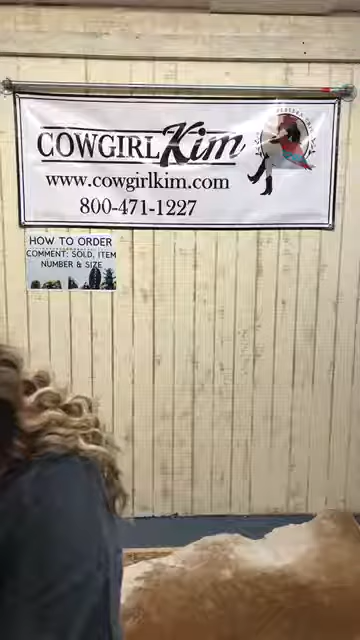 COWGIRL Kim
www.cowgirlkim.com
800-471-1227
HOW TO ORDER
COMMENT: SOLD, ITEM
NUMBER & SIZE